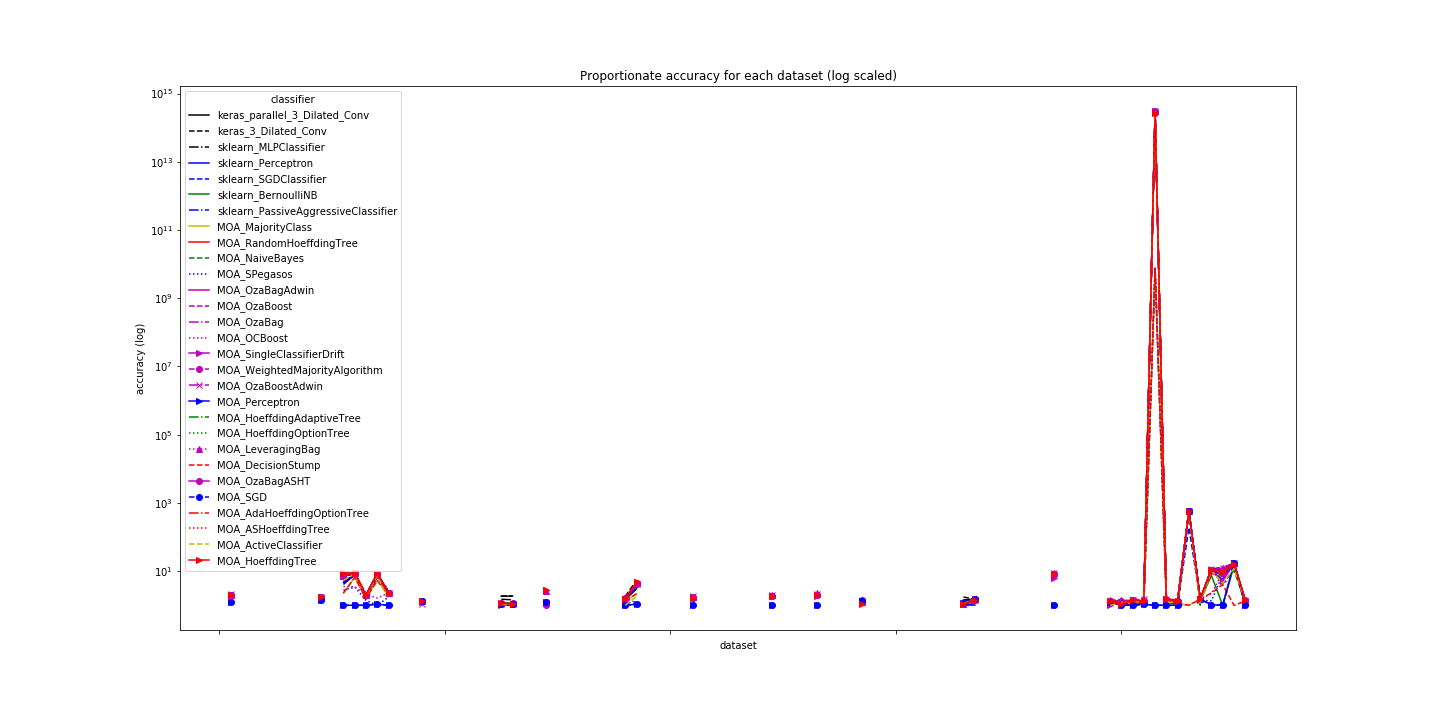 Proportionate accuracy for each dataset (log scaled)
classifier
keras_parallel_3_Dilated_Conv
keras_3_Dilated_Conv
sklearn_MLPClassifier
sklearn_Perceptron
sklearn_SGDClassifier
sklearn_BernoulliNB
sklearn_PassiveAggressiveClassifier
MOA_MajorityClass
MOA_RandomHoeffdingTree
MOA_NaiveBayes
MOA_SPegasos
MOA_OzaBagAdwin
MOA_OzaBoost
MOA_OzaBag
MOA_OCBoost
MOA_SingleClassifierDrift
MOA_WeightedMajorityAlgorithm
MOA_OzaBoostAdwin
MOA_Perceptron
MOA_HoeffdingAdaptiveTree
MOA_HoeffdingOptionTree
MOA_LeveragingBag
MOA_DecisionStump
MOA_OzaBagASHT
MOA_SGD
MOA_AdaHoeffdingOptionTree
MOA_ASHoeffdingTree
MOA_ActiveClassifier
MOA_HoeffdingTree
10^15
10^13
10^11
10^9
10^7
10^5
10^3
10^1
accuracy (log)
dataset